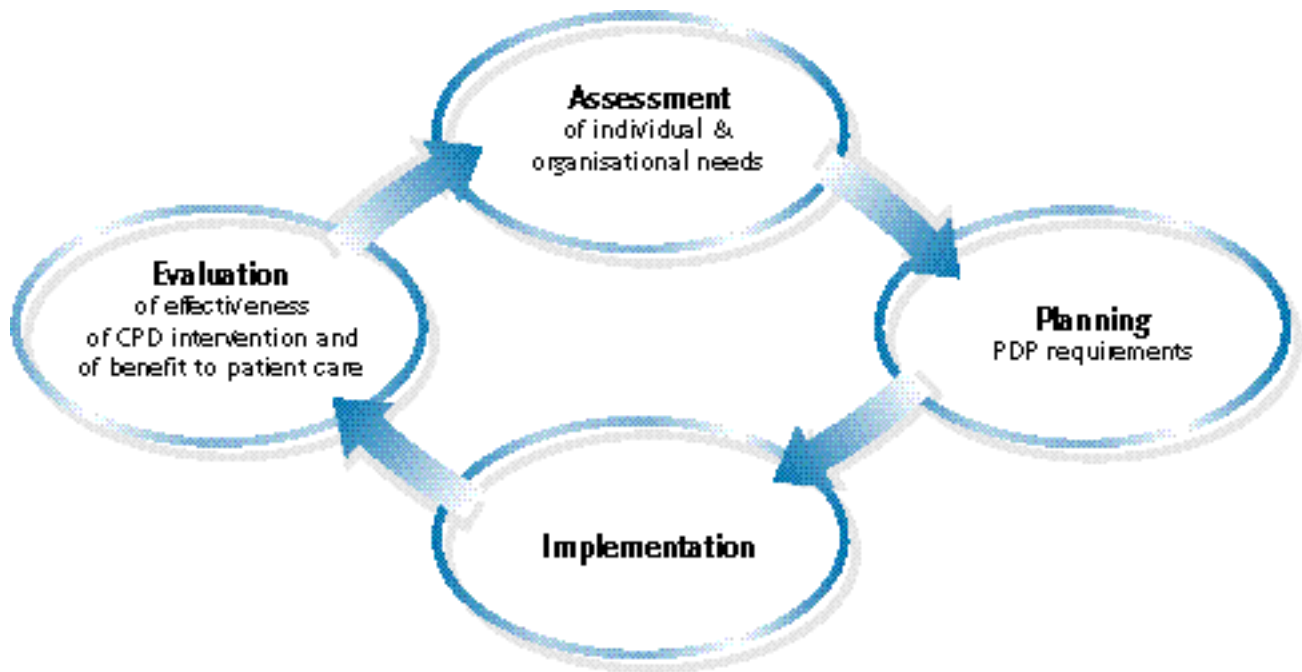 Assessment
of individual &
organisational needs
Evaluation
of effectiveness
of CPD intervention and
of benefit to patient care
Planning
PDP requirements
Implementation